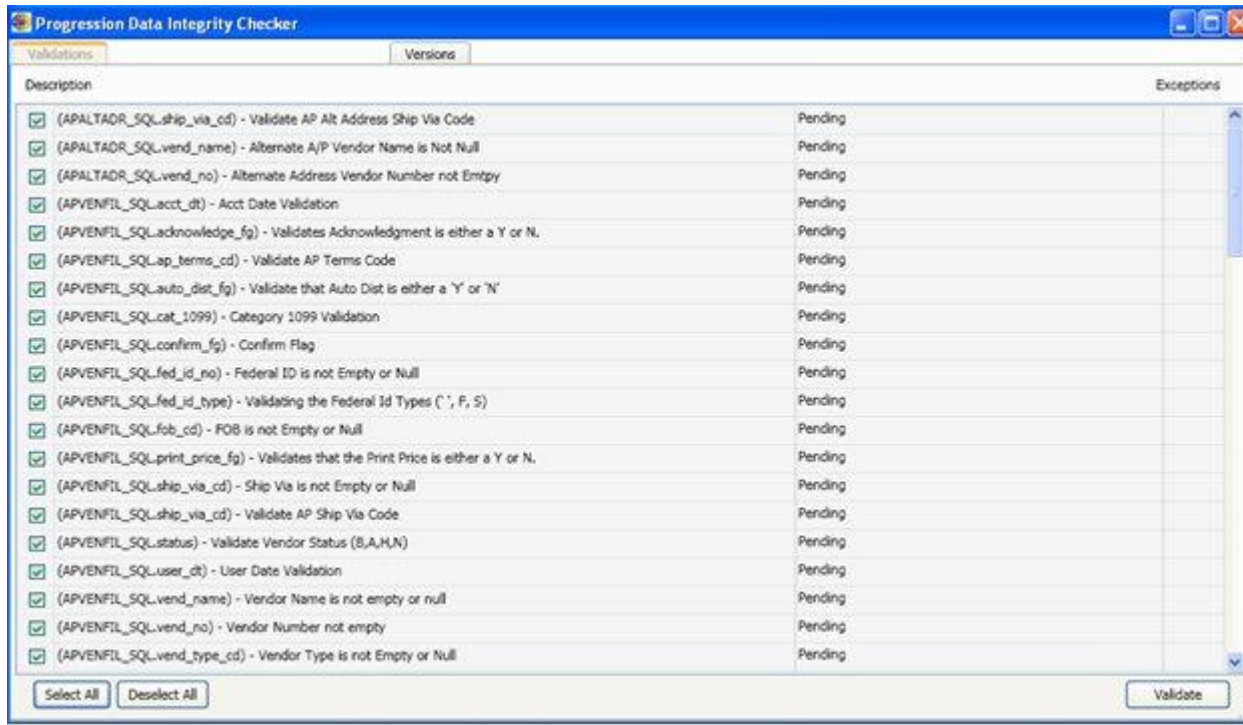 Progression Data Integrity Checker
Validations Versions
Description Exceptions
(APALTADR_SQL.ship_via_cd) - Validate AP Alt Address Ship Via Code Pending
(APALTADR_SQL.vend_name) - Alternate A/P Vendor Name is Not Null Pending
(APALTADR_SQL.vend_no) - Alternate Address Vendor Number not Emtpy Pending
(APVENFIL_SQL.acct_dt) - Acct Date Validation Pending
(APVENFIL_SQL.acknowledge_fg) - Validates Acknowledgment is either a Y or N. Pending
(APVENFIL_SQL.ap_terms_cd) - Validate AP Terms Code Pending
(APVENFIL_SQL.auto_dist_fg) - Validate that Auto Dist is either a 'Y' or 'N' Pending
(APVENFIL_SQL.cat_1099) - Category 1099 Validation Pending
(APVENFIL_SQL.confirm_fg) - Confirm Flag Pending
(APVENFIL_SQL.fed_id_no) - Federal ID is not Empty or Null Pending
(APVENFIL_SQL.fed_id_type) - Validating the Federal Id Types (' ', F, S) Pending
(APVENFIL_SQL.fob_cd) - FOB is not Empty or Null Pending
(APVENFIL_SQL.print_price_fg) - Validates that the Print Price is either a Y or N. Pending
(APVENFIL_SQL.ship_via_cd) - Ship Via is not Empty or Null Pending
(APVENFIL_SQL.ship_via_cd) - Validate AP Ship Via Code Pending
(APVENFIL_SQL.status) - Validate Vendor Status (B,A,H,N) Pending
(APVENFIL_SQL.user_dt) - User Date Validation Pending
(APVENFIL_SQL.vend_name) - Vendor Name is not empty or null Pending
(APVENFIL_SQL.vend_no) - Vendor Number not empty Pending
(APVENFIL_SQL.vend_type_cd) - Vendor Type is not Empty or Null Pending
Select All Deselect All Validate